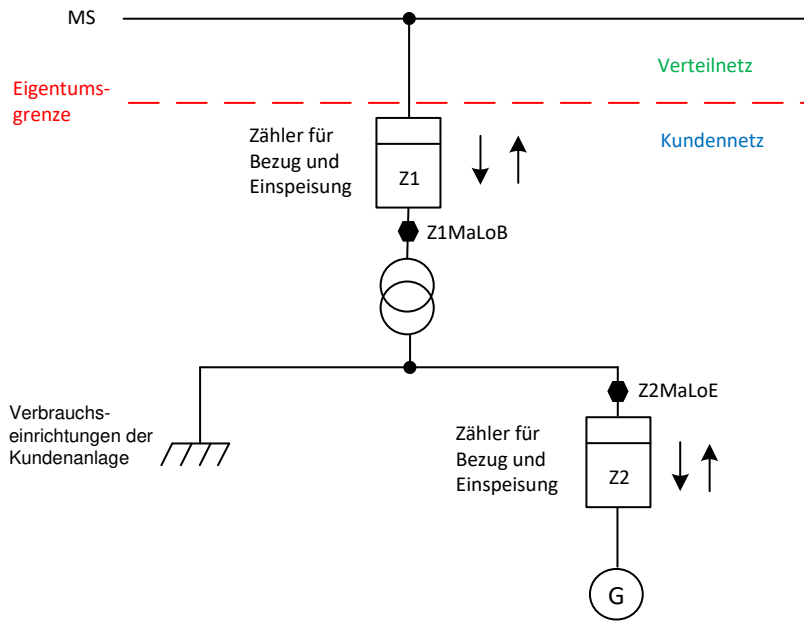 MS
Verteilnetz
Eigentums-
grenze
Zähler für
Bezug und
Einspeisung
Z1
Kundennetz
Z1MaLoB
Z2MaLoE
Verbrauchs-
einrichtungen der
Kundenanlage
Zähler für
Bezug und
Einspeisung
Z2
G